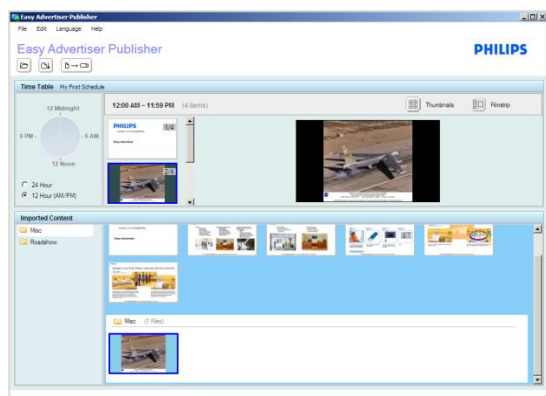 Easy Advertiser Publisher
File Edit Language Help
Easy Advertiser Publisher
PHILIPS
Time Table My First Schedule
12 Midnight
6 PM - - 6 AM
12 Noon
24 Hour
12 Hour (AM/PM)
12:00 AM - 11:59 PM (4 items)
Thumbnails
Filmstrip
PHILIPS
1/4
Easy Advertiser
2/4
Imported Content
Misc
Roadshow
Easy Advertiser
Misc (1 Files)